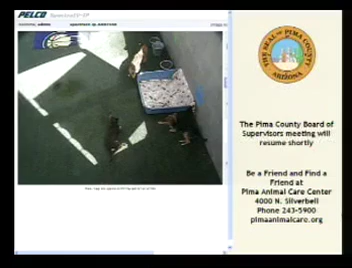 PELCO
THE SEAL OF PIMA COUNTY
ARIZONA
The Pima County Board of
Supervisors meeting will
resume shortly
Be a Friend and Find a
Friend at
Pima Animal Care Center
4000 N. Silverbell
Phone 243-5900
pimaanimalcare.org